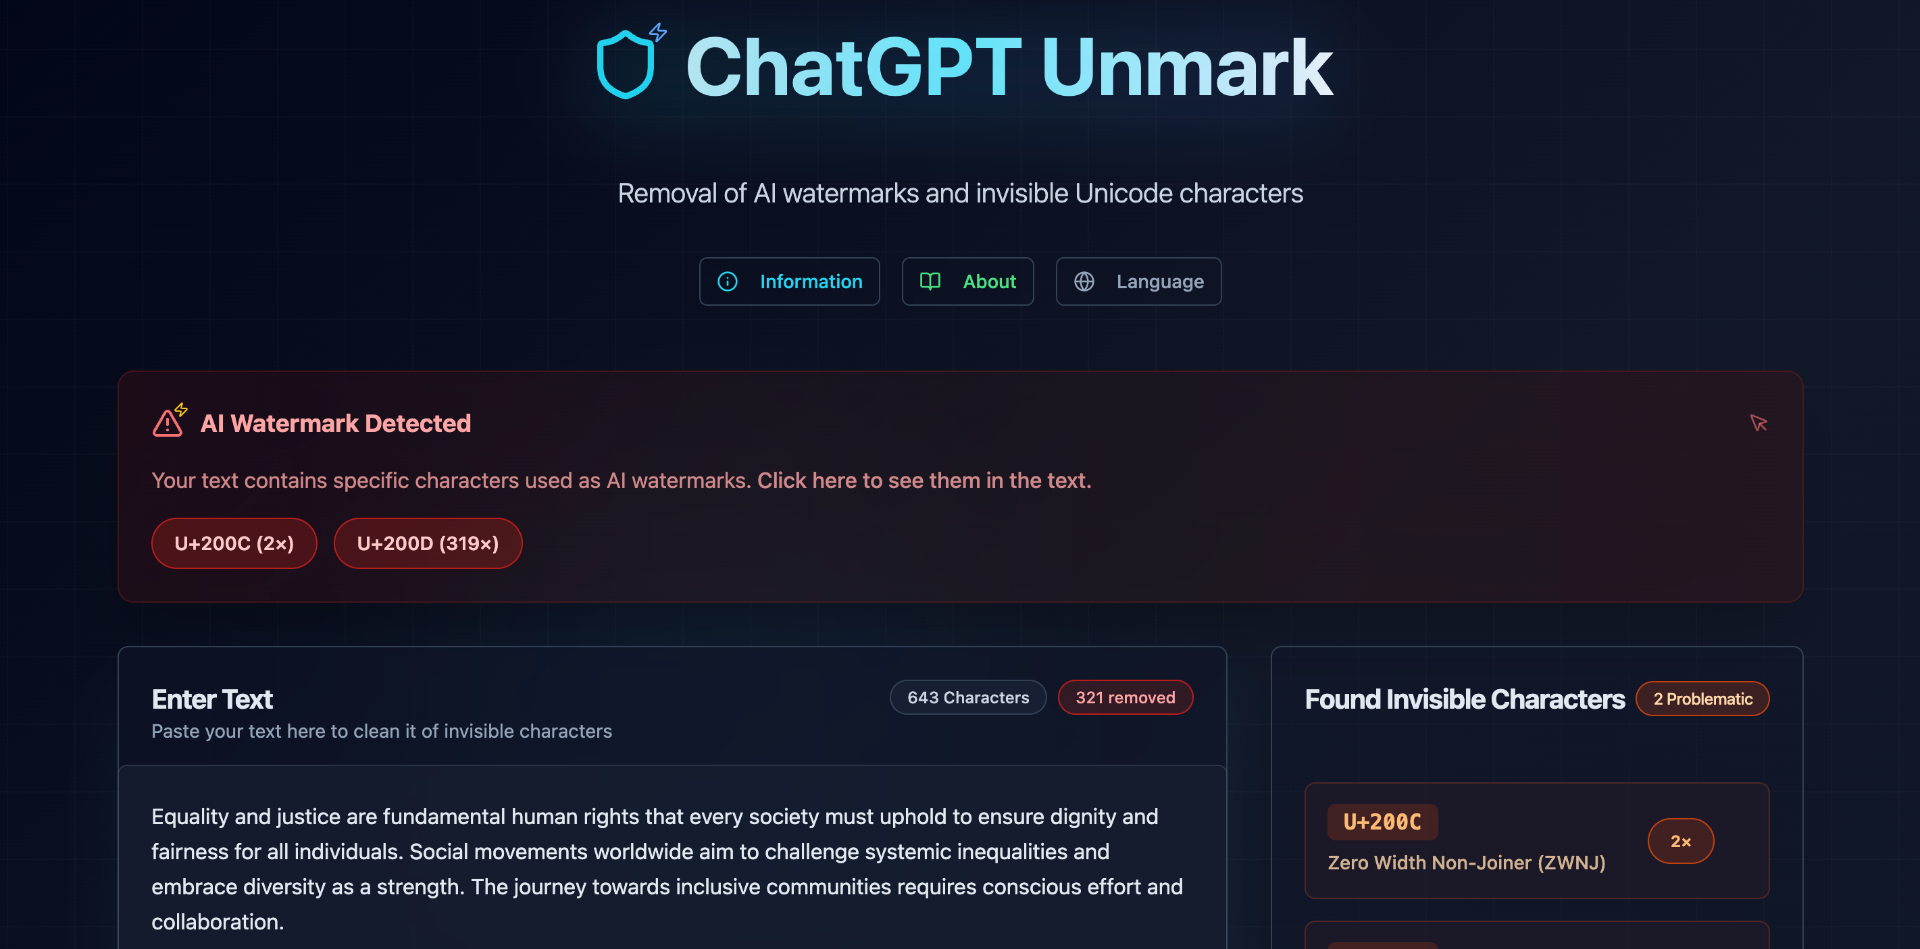 ChatGPT Unmark
Removal of AI watermarks and invisible Unicode characters
Information
About
Language
AI Watermark Detected
Your text contains specific characters used as AI watermarks. Click here to see them in the text.
U+200C (2×)
U+200D (319×)
Enter Text
643 Characters
321 removed
Paste your text here to clean it of invisible characters
Equality and justice are fundamental human rights that every society must uphold to ensure dignity and
fairness for all individuals. Social movements worldwide aim to challenge systemic inequalities and
embrace diversity as a strength. The journey towards inclusive communities requires conscious effort and
collaboration.
Found Invisible Characters
2 Problematic
U+200C
Zero Width Non-Joiner (ZWNJ)
2×